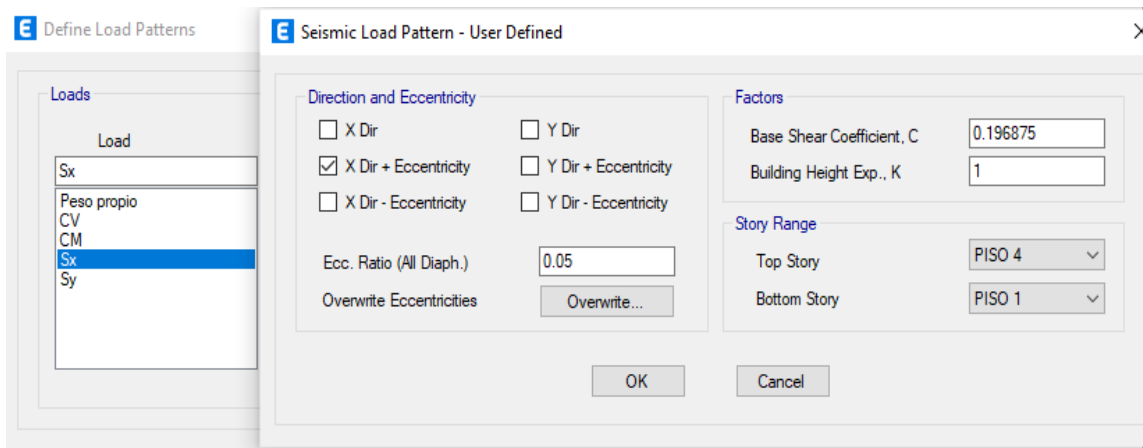 E Define Load Patterns
Loads
Load
Sx
Peso propio
CV
CM
Sx
Sy
E Seismic Load Pattern - User Defined
Direction and Eccentricity
X Dir
Y Dir
X Dir + Eccentricity
Y Dir + Eccentricity
X Dir - Eccentricity
Y Dir - Eccentricity
Ecc. Ratio (All Diaph.)
0.05
Overwrite Eccentricities
Overwrite...
Factors
Base Shear Coefficient, C
0.196875
Building Height Exp., K
1
Story Range
Top Story
PISO 4
Bottom Story
PISO 1
OK
Cancel